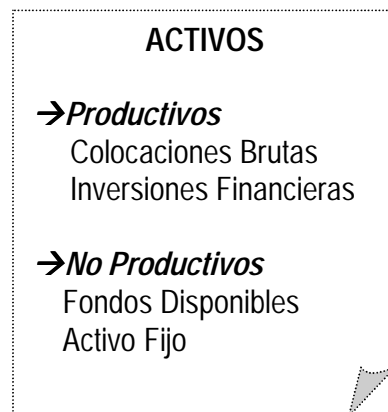 ACTIVOS
→Productivos
Colocaciones Brutas
Inversiones Financieras
→No Productivos
Fondos Disponibles
Activo Fijo